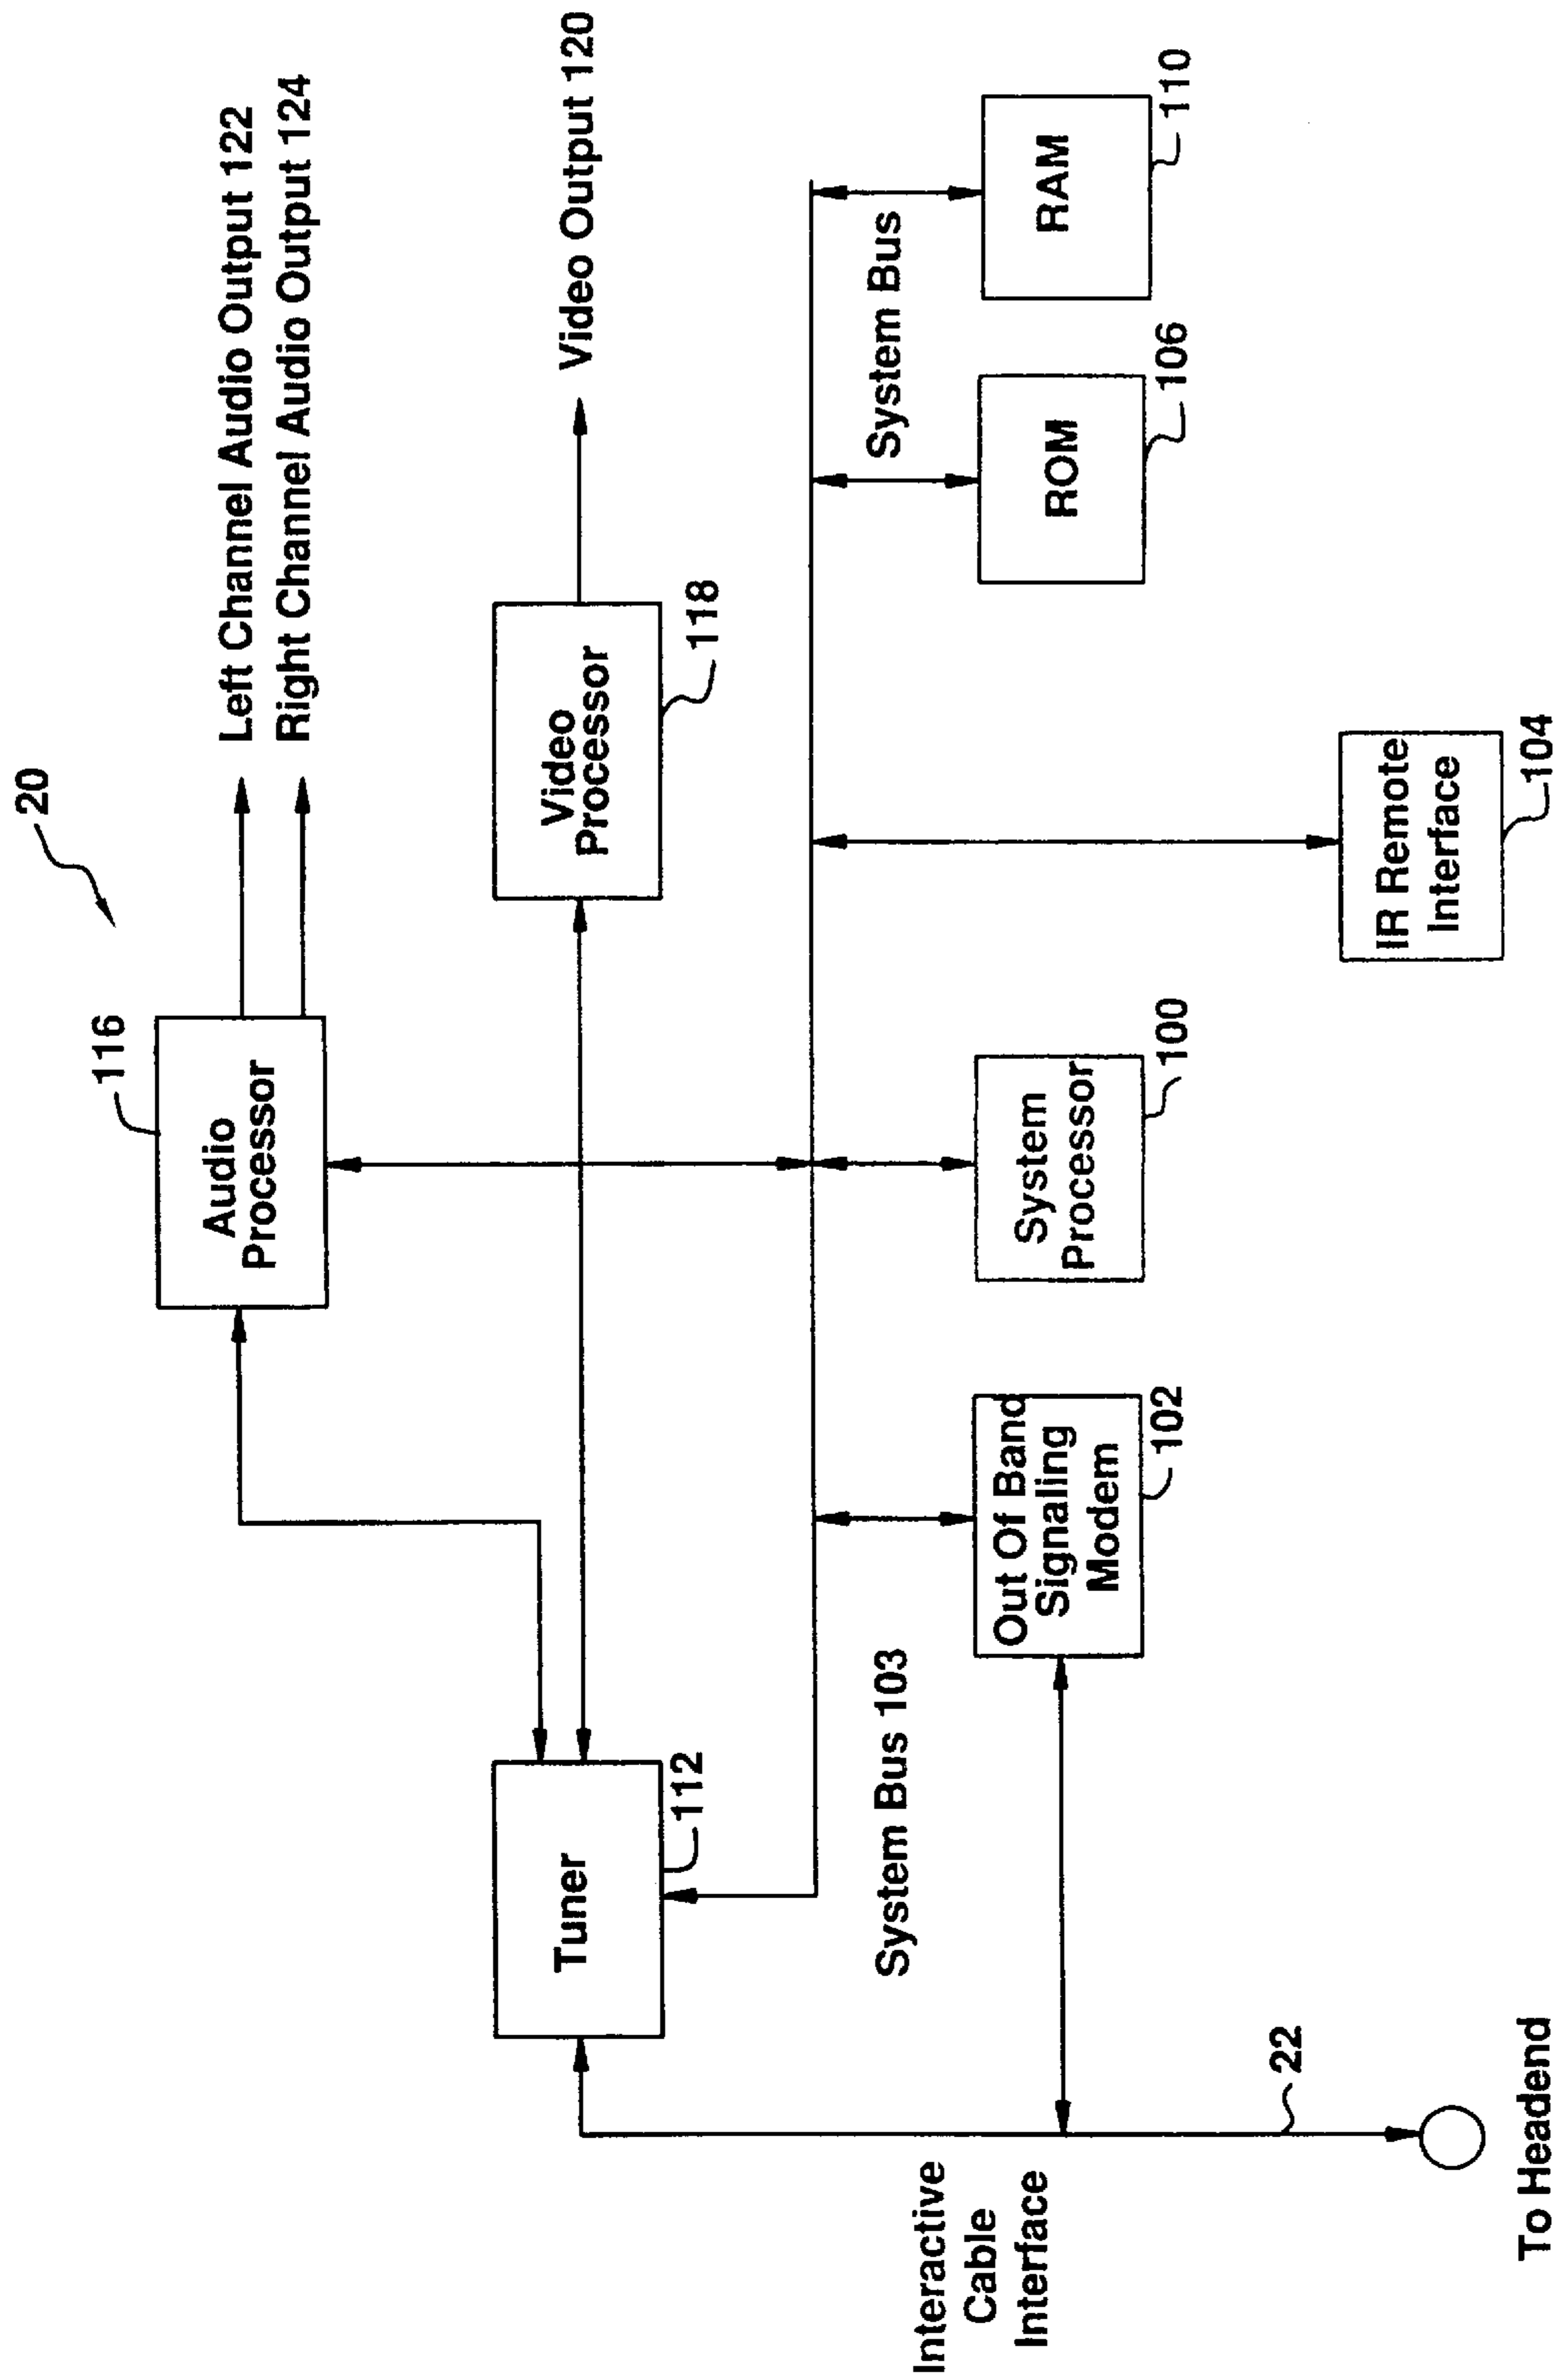 20
116
Audio
Processor
Left Channel Audio Output 122
Right Channel Audio Output 124
Tuner
112
Video
Processor
118
Video Output 120
System Bus 103
System Bus
Interactive
Cable
Interface
Out Of Band
Signaling
Modem
102
System
Processor
100
ROM
106
RAM
110
22
IR Remote
Interface
104
To Headend